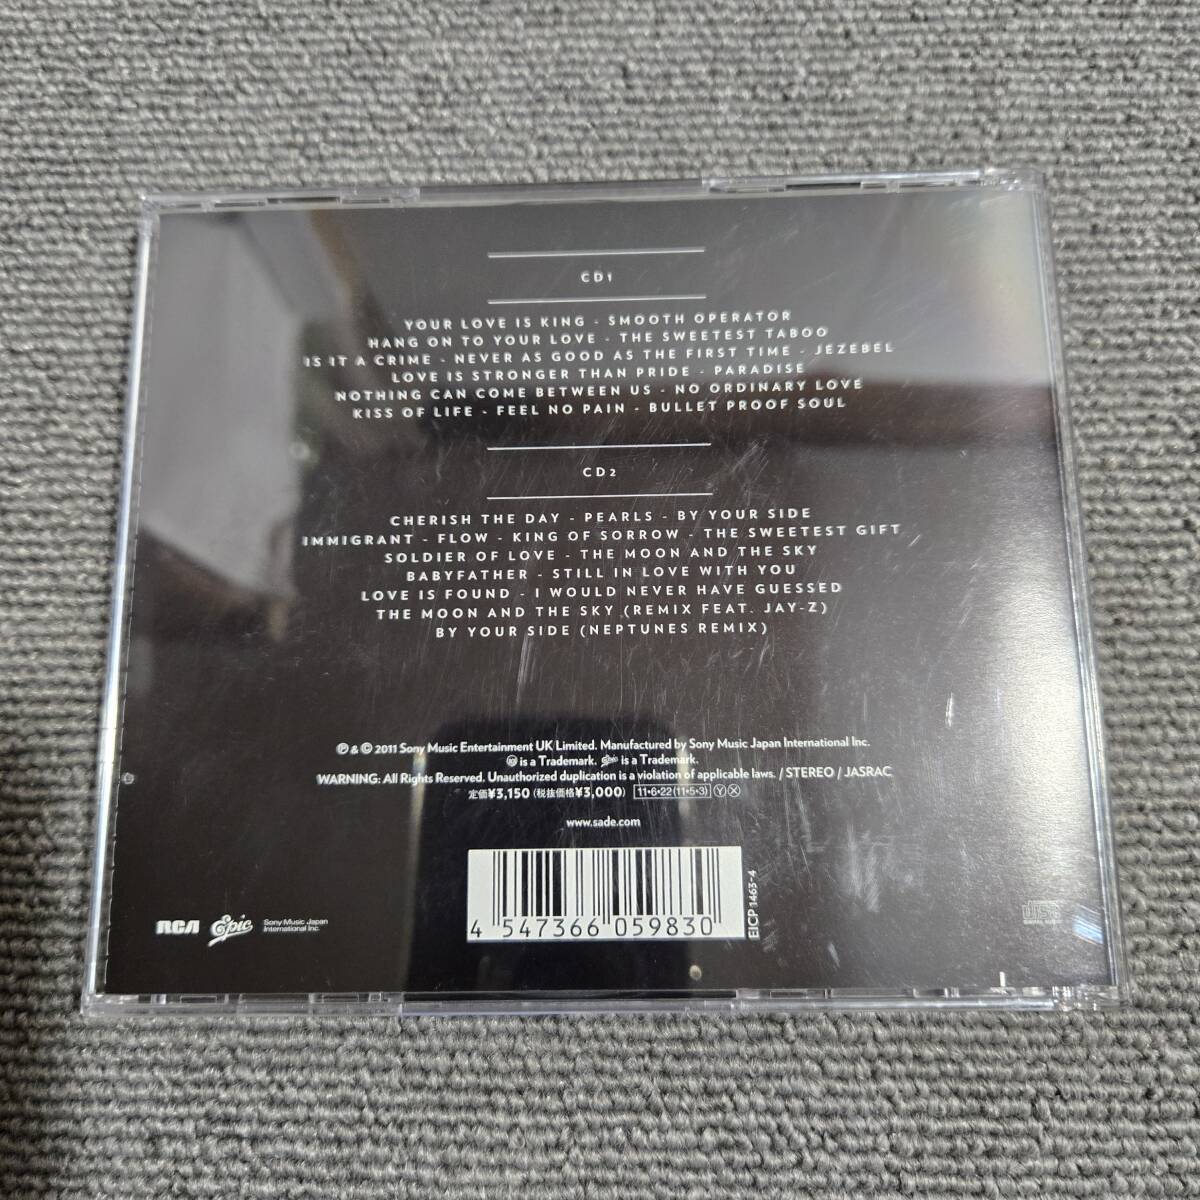 CD1
YOUR LOVE IS KING - SMOOTH OPERATOR
HANG ON TO YOUR LOVE - THE SWEETEST TABOO
IS IT A CRIME - NEVER AS GOOD AS THE FIRST TIME - JEZEBEL
LOVE IS STRONGER THAN PRIDE - PARADISE
NOTHING CAN COME BETWEEN US - NO ORDINARY LOVE
KISS OF LIFE - FEEL NO PAIN - BULLET PROOF SOUL
CD2
CHERISH THE DAY - PEARLS - BY YOUR SIDE
IMMIGRANT - FLOW - KING OF SORROW - THE SWEETEST GIFT
SOLDIER OF LOVE - THE MOON AND THE SKY
BABYFATHER - STILL IN LOVE WITH YOU
LOVE IS FOUND - I WOULD NEVER HAVE GUESSED
THE MOON AND THE SKY (REMIX FEAT. JAY-Z)
BY YOUR SIDE (NEPTUNES REMIX)
℗ & © 2011 Sony Music Entertainment UK Limited. Manufactured by Sony Music Japan International Inc.
is a Trademark. Epic is a Trademark.
WARNING: All Rights Reserved. Unauthorized duplication is a violation of applicable laws. / STEREO / JASRAC
定価¥3,150 (税抜価格¥3,000) 11·6·22(11·5·3) Ⓨ Ⓧ
www.sade.com
4 547366 059830
EICP 1463-4
RCA Epic
Sony Music Japan
International Inc.
disc
DIGITAL AUDIO